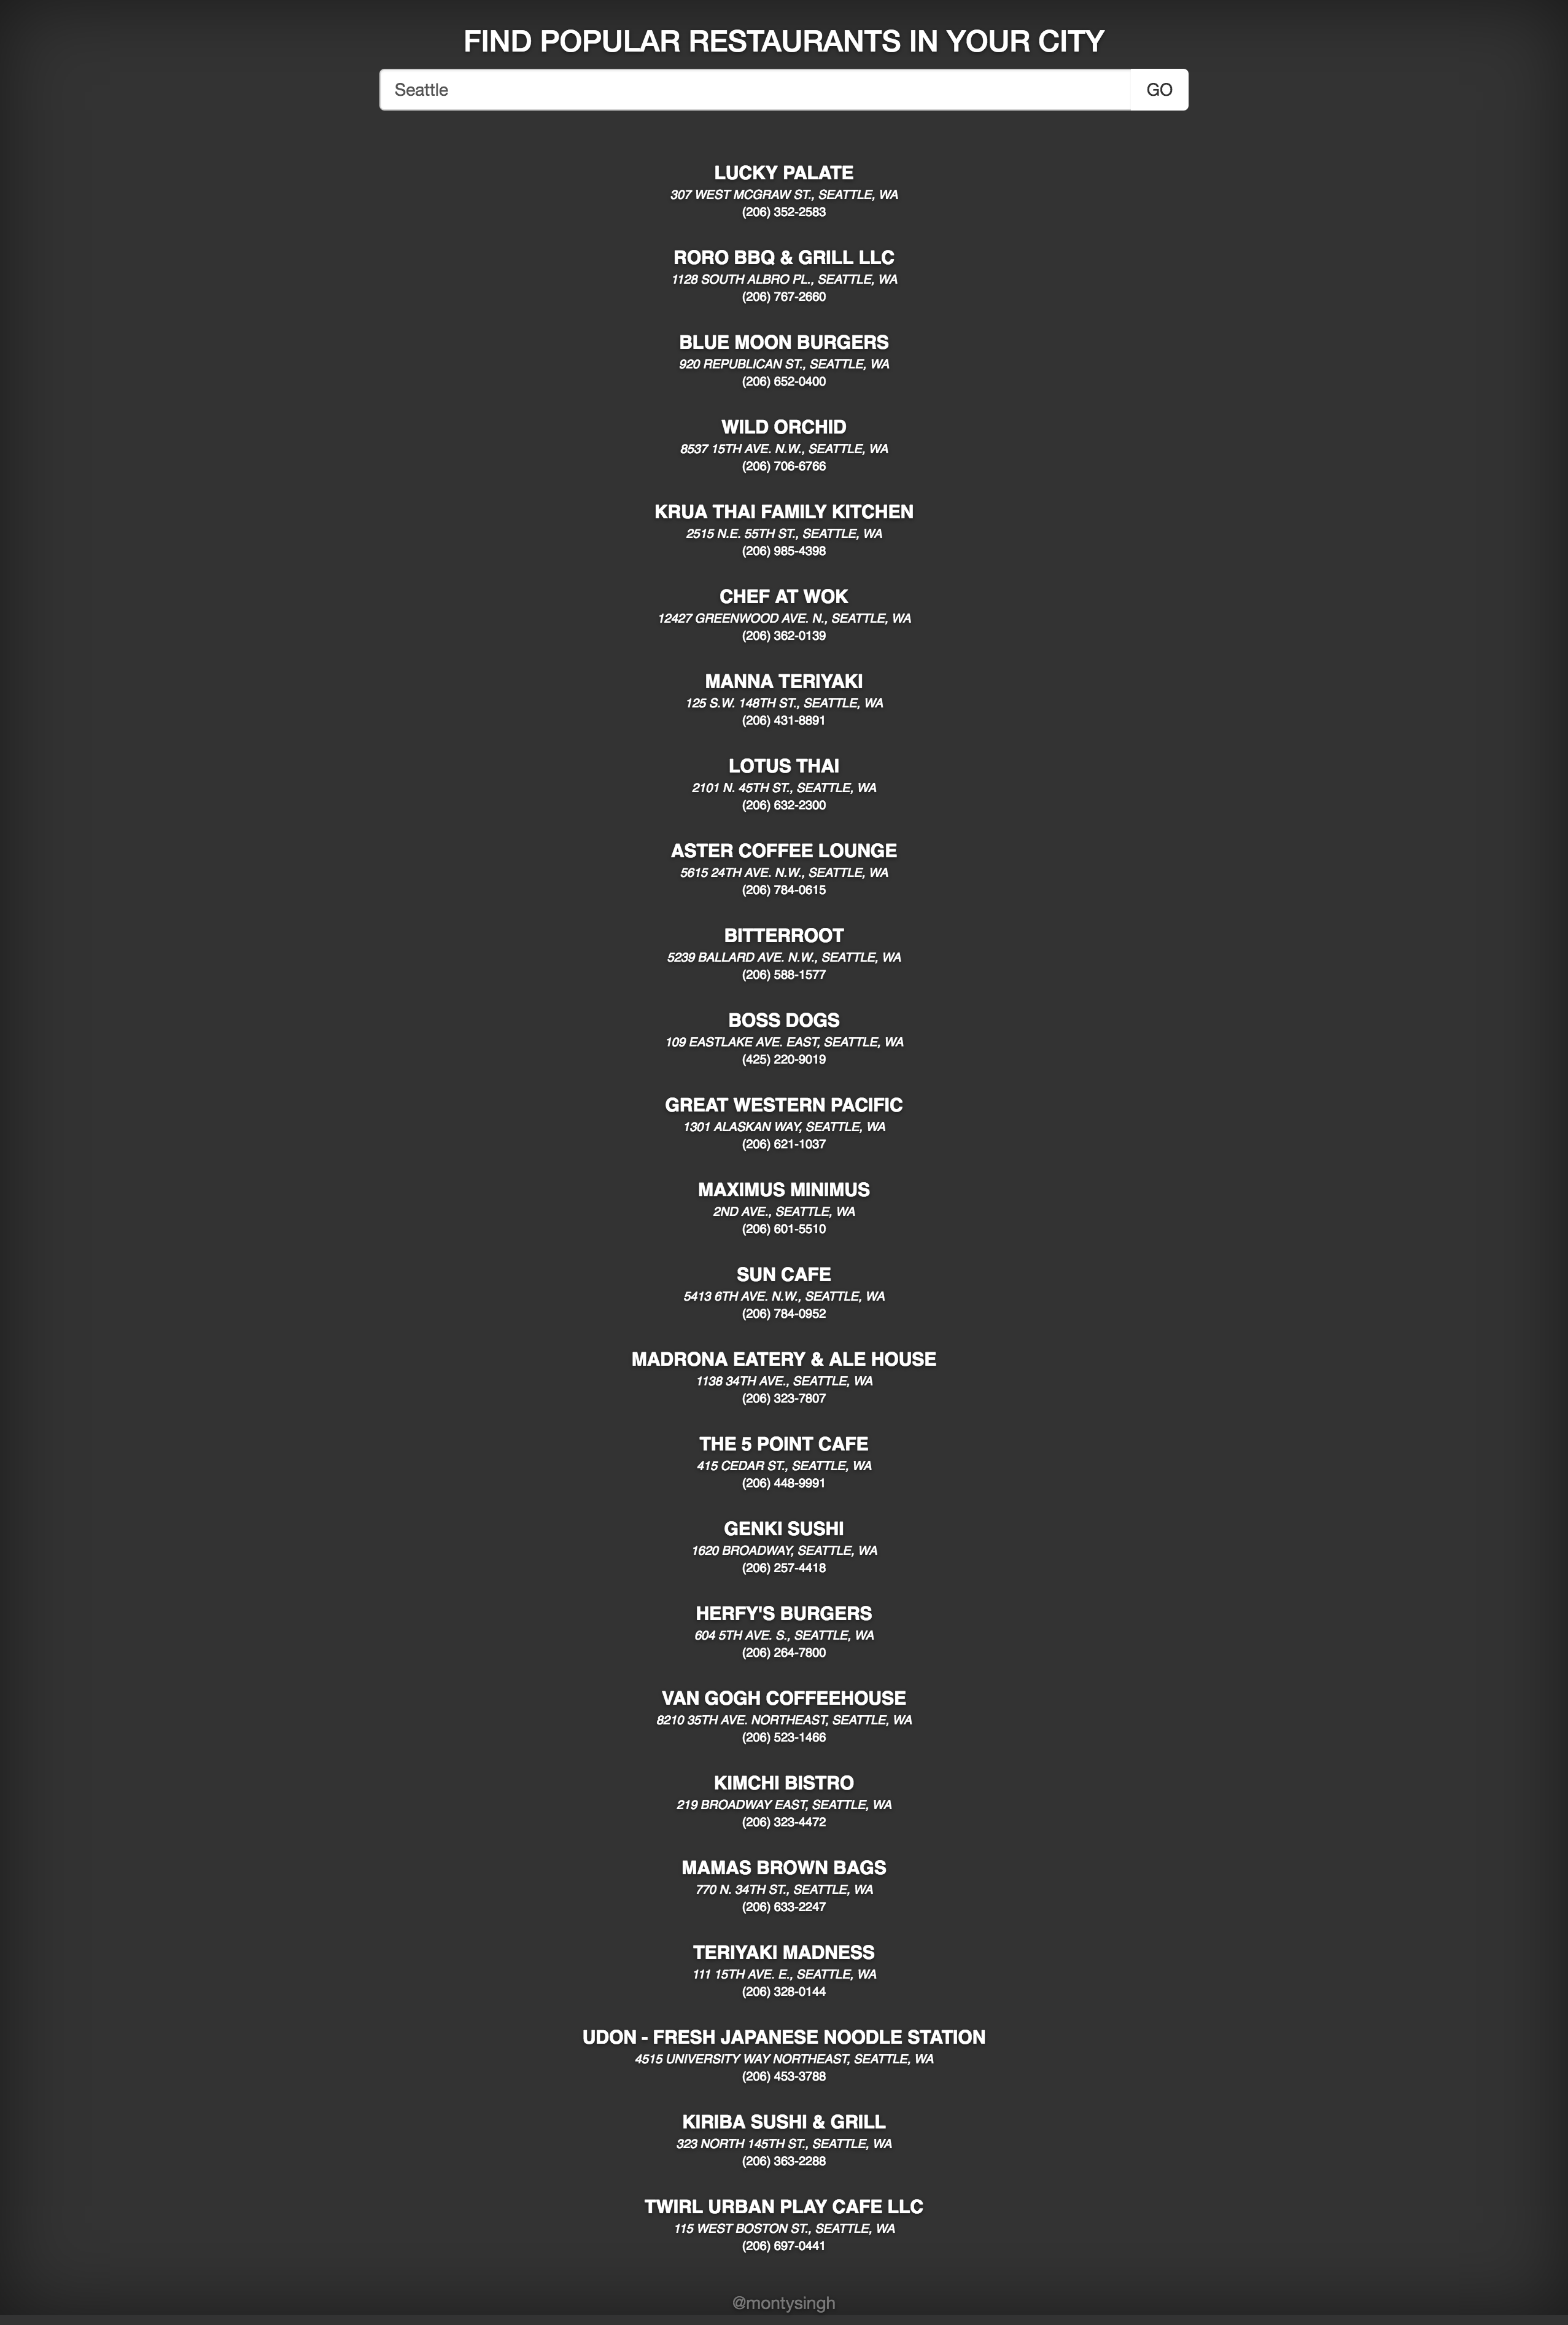 FIND POPULAR RESTAURANTS IN YOUR CITY
Seattle GO
LUCKY PALATE
307 WEST MCGRAW ST., SEATTLE, WA
(206) 352-2583
RORO BBQ & GRILL LLC
1128 SOUTH ALBRO PL., SEATTLE, WA
(206) 767-2660
BLUE MOON BURGERS
920 REPUBLICAN ST., SEATTLE, WA
(206) 652-0400
WILD ORCHID
8537 15TH AVE. N.W., SEATTLE, WA
(206) 706-6766
KRUA THAI FAMILY KITCHEN
2515 N.E. 55TH ST., SEATTLE, WA
(206) 985-4398
CHEF AT WOK
12427 GREENWOOD AVE. N., SEATTLE, WA
(206) 362-0139
MANNA TERIYAKI
125 S.W. 148TH ST., SEATTLE, WA
(206) 431-8891
LOTUS THAI
2101 N. 45TH ST., SEATTLE, WA
(206) 632-2300
ASTER COFFEE LOUNGE
5615 24TH AVE. N.W., SEATTLE, WA
(206) 784-0615
BITTERROOT
5239 BALLARD AVE. N.W., SEATTLE, WA
(206) 588-1577
BOSS DOGS
109 EASTLAKE AVE. EAST, SEATTLE, WA
(425) 220-9019
GREAT WESTERN PACIFIC
1301 ALASKAN WAY, SEATTLE, WA
(206) 621-1037
MAXIMUS MINIMUS
2ND AVE., SEATTLE, WA
(206) 601-5510
SUN CAFE
5413 6TH AVE. N.W., SEATTLE, WA
(206) 784-0952
MADRONA EATERY & ALE HOUSE
1138 34TH AVE., SEATTLE, WA
(206) 323-7807
THE 5 POINT CAFE
415 CEDAR ST., SEATTLE, WA
(206) 448-9991
GENKI SUSHI
1620 BROADWAY, SEATTLE, WA
(206) 257-4418
HERFY'S BURGERS
604 5TH AVE. S., SEATTLE, WA
(206) 264-7800
VAN GOGH COFFEEHOUSE
8210 35TH AVE. NORTHEAST, SEATTLE, WA
(206) 523-1466
KIMCHI BISTRO
219 BROADWAY EAST, SEATTLE, WA
(206) 323-4472
MAMAS BROWN BAGS
770 N. 34TH ST., SEATTLE, WA
(206) 633-2247
TERIYAKI MADNESS
111 15TH AVE. E., SEATTLE, WA
(206) 328-0144
UDON - FRESH JAPANESE NOODLE STATION
4515 UNIVERSITY WAY NORTHEAST, SEATTLE, WA
(206) 453-3788
KIRIBA SUSHI & GRILL
323 NORTH 145TH ST., SEATTLE, WA
(206) 363-2288
TWIRL URBAN PLAY CAFE LLC
115 WEST BOSTON ST., SEATTLE, WA
(206) 697-0441
@montysingh